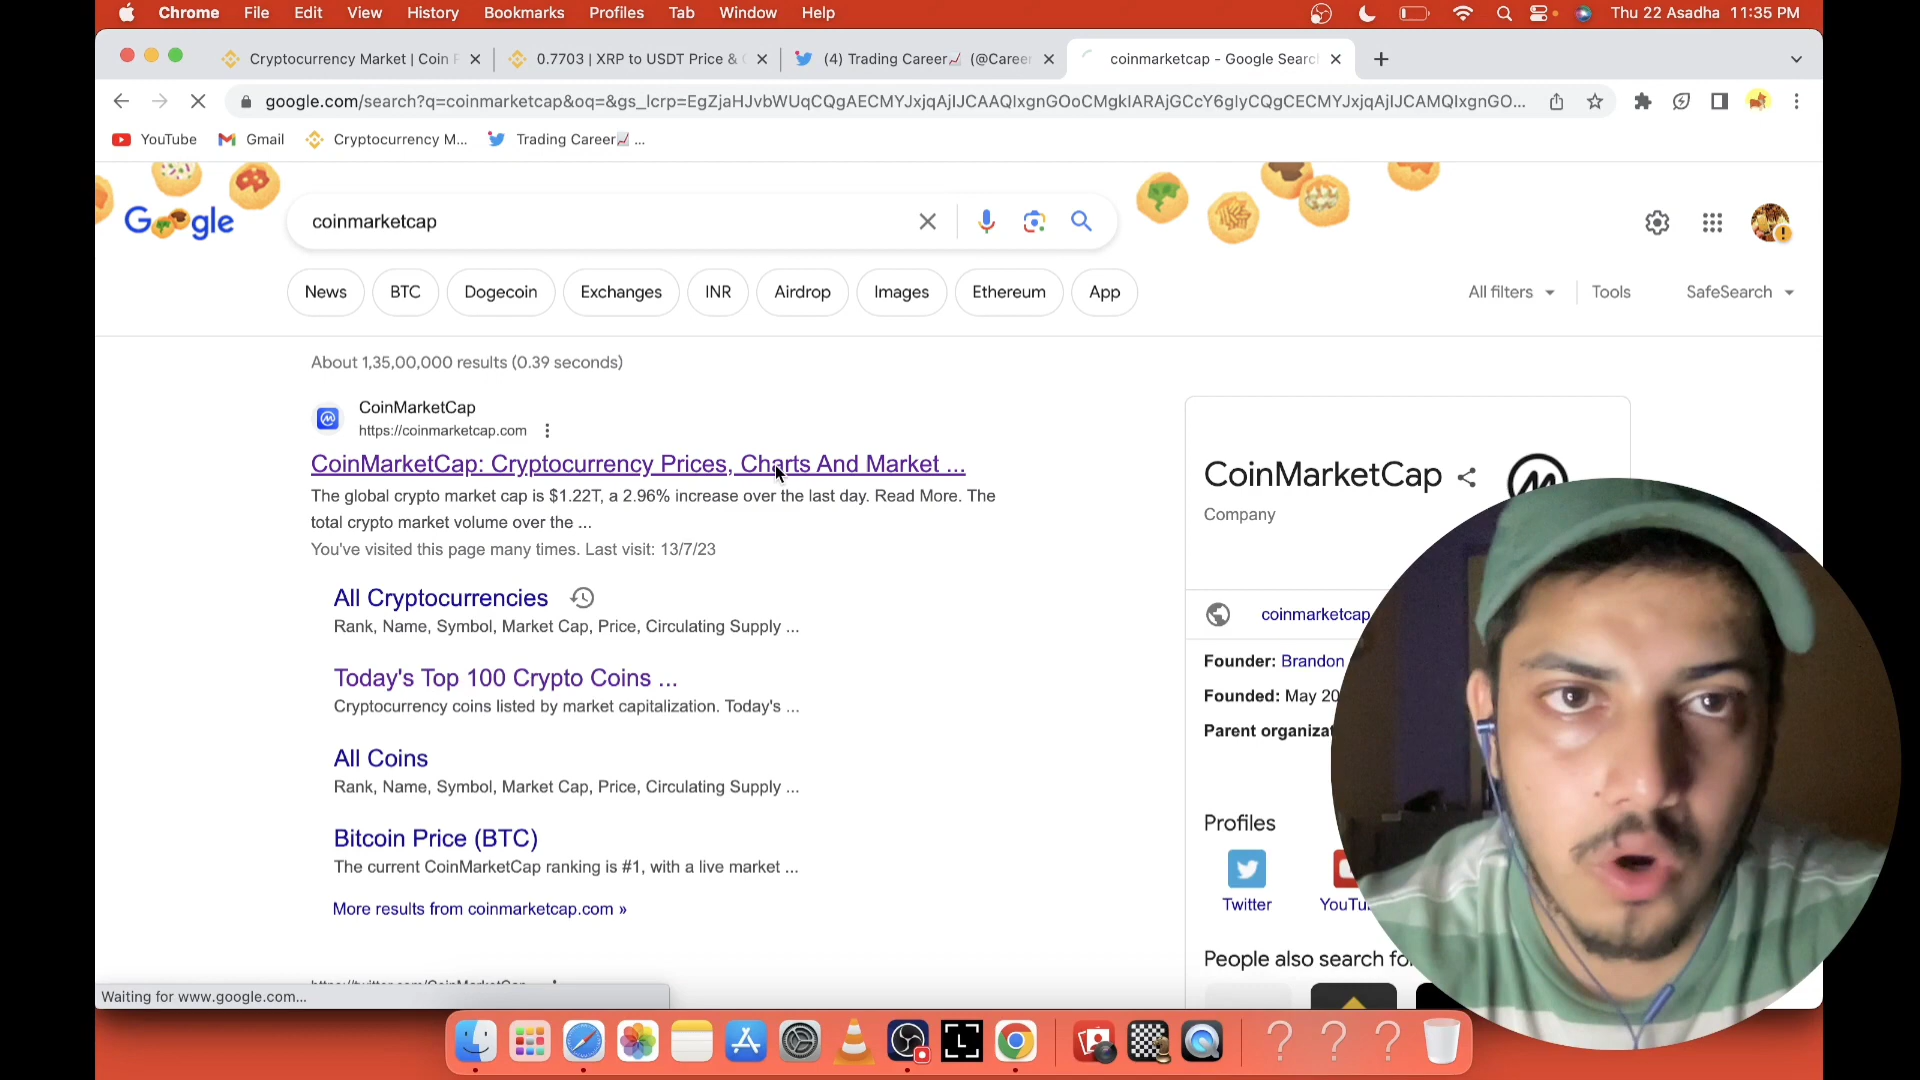 Chrome File Edit View History Bookmarks Profiles Tab Window Help Thu 22 Asadha 11:35 PM
Cryptocurrency Market | Coin 0.7703 | XRP to USDT Price & (4) Trading Career📈 (@Career coinmarketcap - Google Search
google.com/search?q=coinmarketcap&oq=&gs_lcrp=
YouTube Gmail Cryptocurrency M... Trading Career📈 ...
Google
coinmarketcap
News BTC Dogecoin Exchanges INR Airdrop Images Ethereum App All filters Tools SafeSearch
About 1,35,00,000 results (0.39 seconds)
CoinMarketCap
https://coinmarketcap.com
CoinMarketCap: Cryptocurrency Prices, Charts And Market ...
The global crypto market cap is $1.22T, a 2.96% increase over the last day. Read More. The
total crypto market volume over the ...
You've visited this page many times. Last visit: 13/7/23
All Cryptocurrencies
Rank, Name, Symbol, Market Cap, Price, Circulating Supply ...
Today's Top 100 Crypto Coins ...
Cryptocurrency coins listed by market capitalization. Today's ...
All Coins
Rank, Name, Symbol, Market Cap, Price, Circulating Supply ...
Bitcoin Price (BTC)
The current CoinMarketCap ranking is #1, with a live market ...
More results from coinmarketcap.com »
Waiting for www.google.com...
CoinMarketCap
Company
coinmarketcap
Founder: Brandon
Founded: May 20
Parent organizat
Profiles
Twitter YouTu
People also search fo